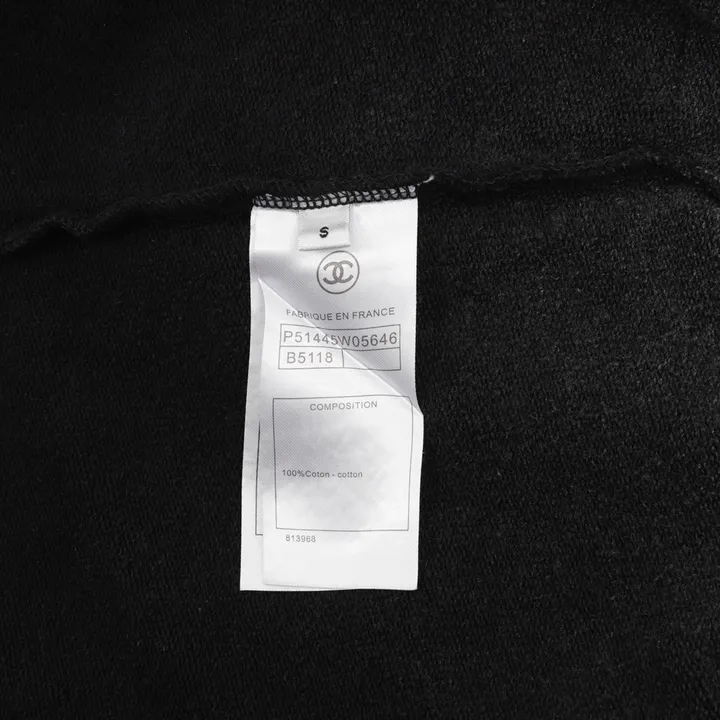 S
FABRIQUE EN FRANCE
P51445W05646
B5118
COMPOSITION
100%Coton - cotton
813968